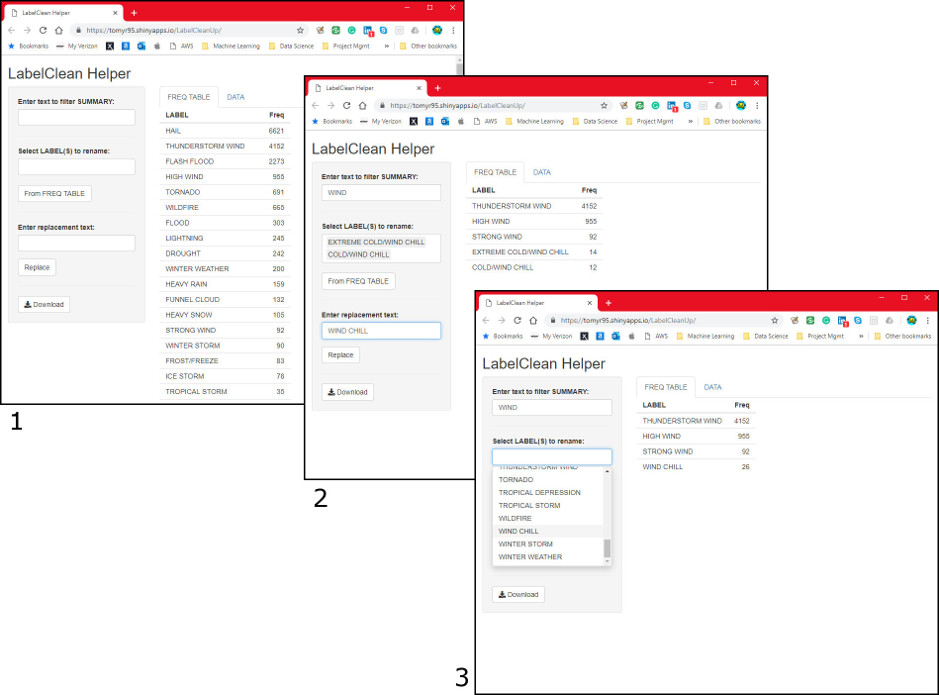 LabelClean Helper
https://tomyr95.shinyapps.io/LabelCleanUp/
Bookmarks My Verizon AWS Machine Learning Data Science Project Mgmt » Other bookmarks
LabelClean Helper
Enter text to filter SUMMARY:
Select LABEL(S) to rename:
From FREQ TABLE
Enter replacement text:
Replace
Download
FREQ TABLE DATA
LABEL Freq
HAIL 6621
THUNDERSTORM WIND 4152
FLASH FLOOD 2273
HIGH WIND 955
TORNADO 691
WILDFIRE 665
FLOOD 303
LIGHTNING 245
DROUGHT 242
WINTER WEATHER 200
HEAVY RAIN 159
FUNNEL CLOUD 132
HEAVY SNOW 105
STRONG WIND 92
WINTER STORM 90
FROST/FREEZE 83
ICE STORM 78
TROPICAL STORM 35
1
LabelClean Helper
https://tomyr95.shinyapps.io/LabelCleanUp/
Bookmarks My Verizon AWS Machine Learning Data Science Project Mgmt » Other bookmarks
LabelClean Helper
Enter text to filter SUMMARY:
WIND
Select LABEL(S) to rename:
EXTREME COLD/WIND CHILL
COLD/WIND CHILL
From FREQ TABLE
Enter replacement text:
WIND CHILL
Replace
Download
FREQ TABLE DATA
LABEL Freq
THUNDERSTORM WIND 4152
HIGH WIND 955
STRONG WIND 92
EXTREME COLD/WIND CHILL 14
COLD/WIND CHILL 12
2
LabelClean Helper
https://tomyr95.shinyapps.io/LabelCleanUp/
Bookmarks My Verizon AWS Machine Learning Data Science Project Mgmt » Other bookmarks
LabelClean Helper
Enter text to filter SUMMARY:
WIND
Select LABEL(S) to rename:
THUNDERSTORM WIND
TORNADO
TROPICAL DEPRESSION
TROPICAL STORM
WILDFIRE
WIND CHILL
WINTER STORM
WINTER WEATHER
Download
FREQ TABLE DATA
LABEL Freq
THUNDERSTORM WIND 4152
HIGH WIND 955
STRONG WIND 92
WIND CHILL 26
3